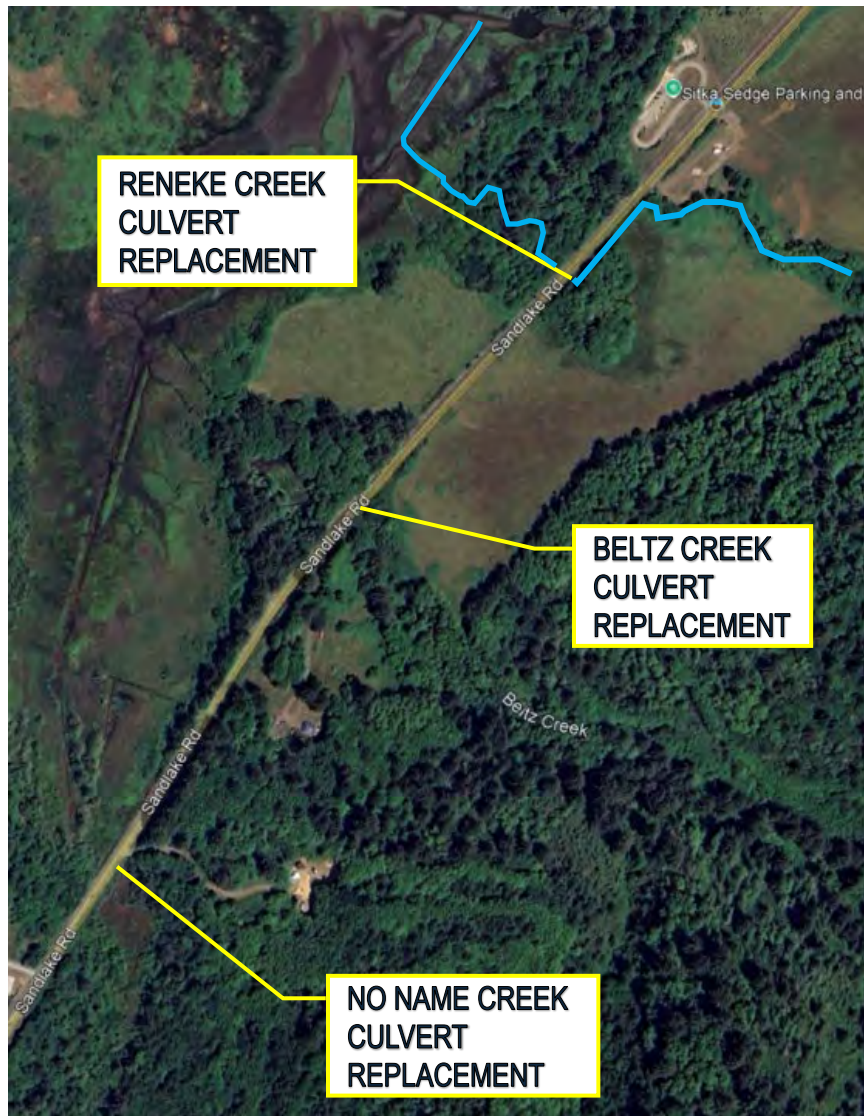 Sitka Sedge Parking and
RENEKE CREEK
CULVERT
REPLACEMENT
Sandlake Rd
Sandlake Rd
BELTZ CREEK
CULVERT
REPLACEMENT
Beltz Creek
Sandlake Rd
Sandlake Rd
NO NAME CREEK
CULVERT
REPLACEMENT